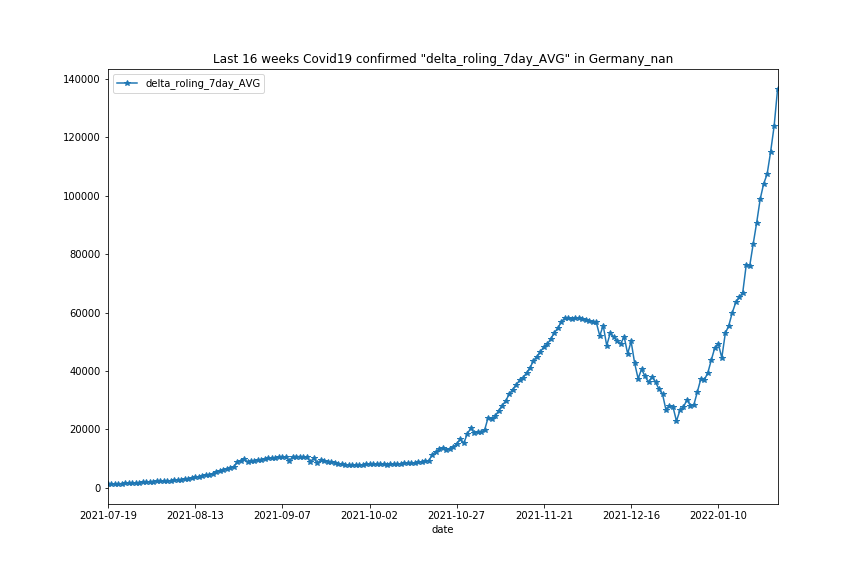 Last 16 weeks Covid19 confirmed "delta_roling_7day_AVG" in Germany_nan
delta_roling_7day_AVG
140000
120000
100000
80000
60000
40000
20000
0
2021-07-19 2021-08-13 2021-09-07 2021-10-02 2021-10-27 2021-11-21 2021-12-16 2022-01-10
date